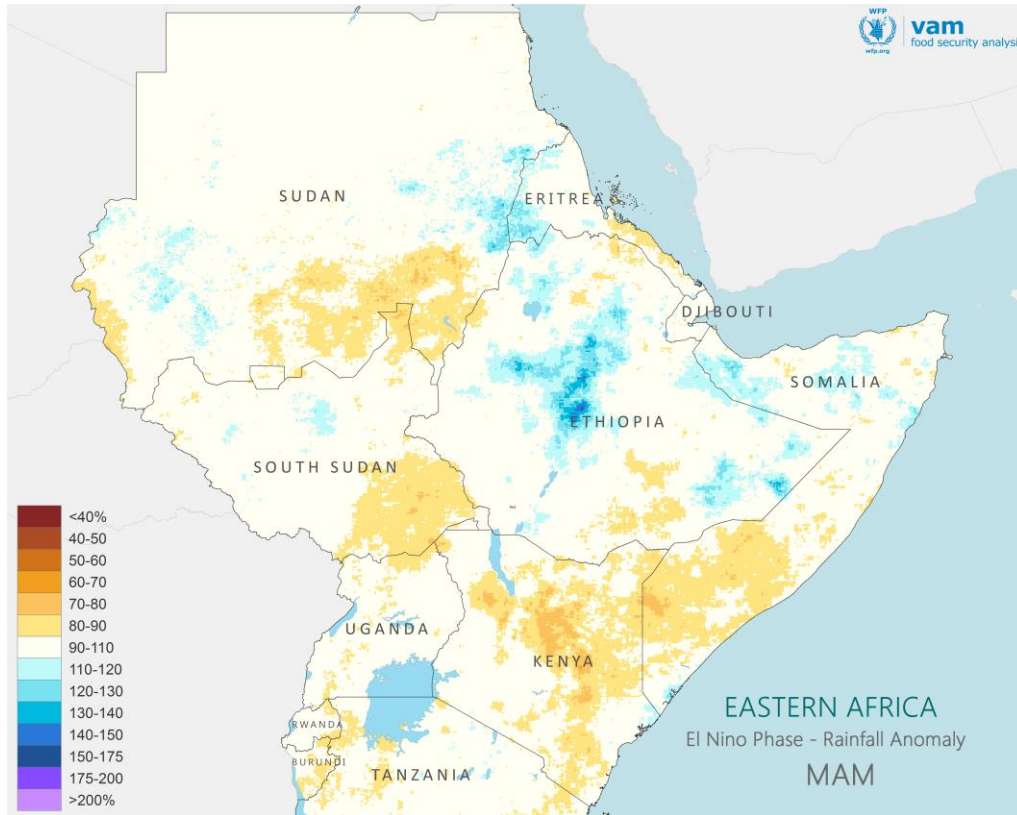 WFP
wfp.org
vam
food security analysis
SUDAN
ERITREA
DJIBOUTI
SOMALIA
ETHIOPIA
SOUTH SUDAN
UGANDA
KENYA
RWANDA
BURUNDI
TANZANIA
<40%
40-50
50-60
60-70
70-80
80-90
90-110
110-120
120-130
130-140
140-150
150-175
175-200
>200%
EASTERN AFRICA
El Nino Phase - Rainfall Anomaly
MAM